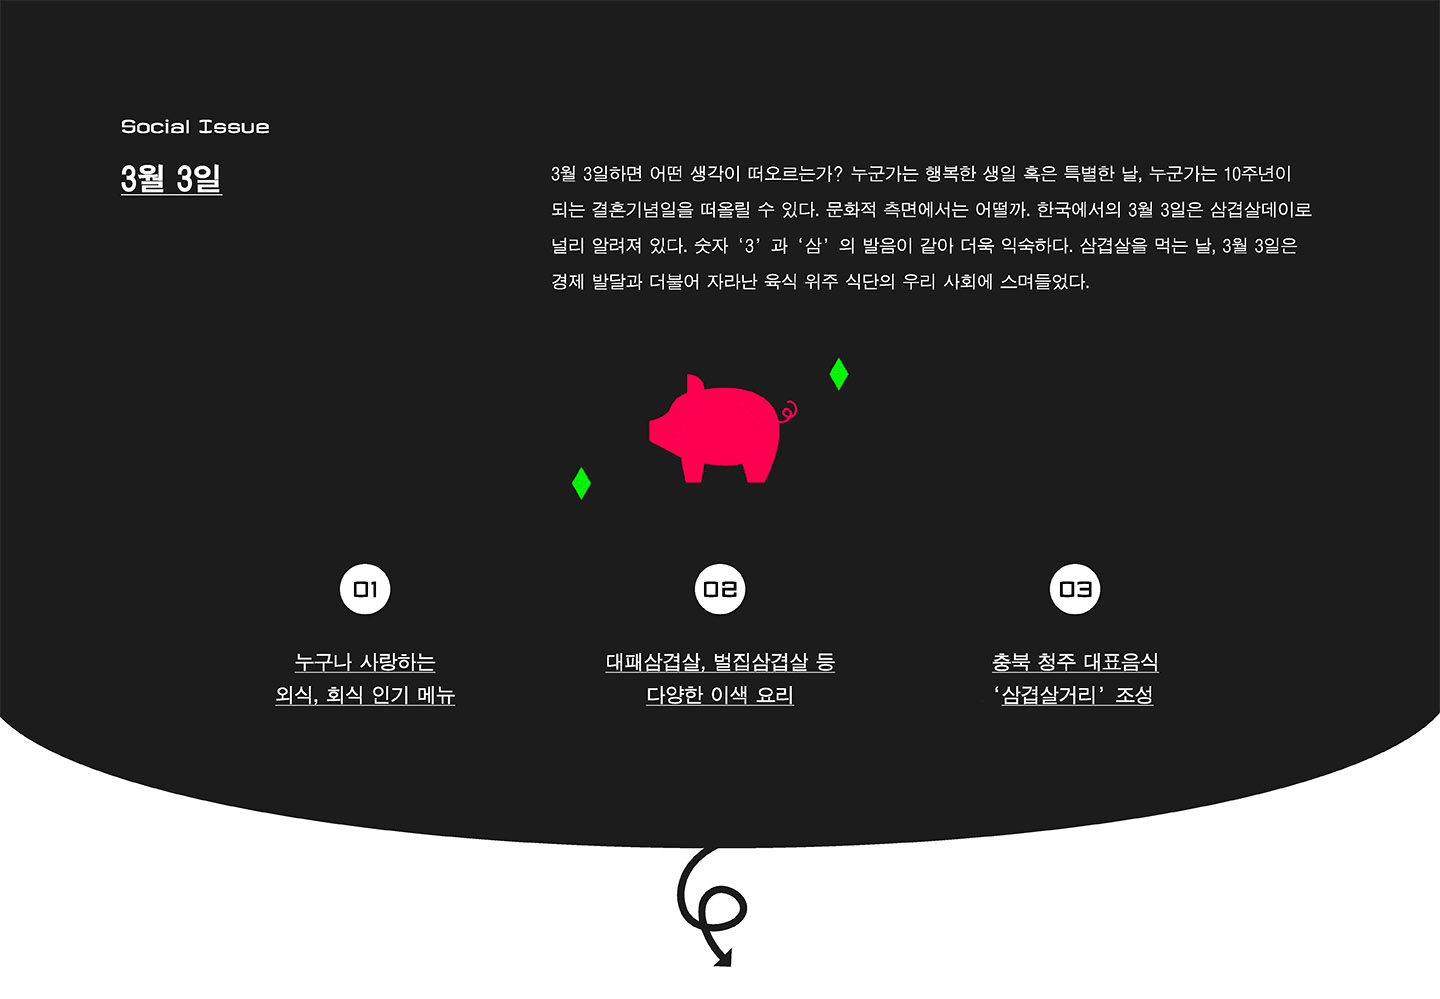 Social Issue
3월 3일
3월 3일하면 어떤 생각이 떠오르는가? 누군가는 행복한 생일 혹은 특별한 날, 누군가는 10주년이
되는 결혼기념일을 떠올릴 수 있다. 문화적 측면에서는 어떨까. 한국에서의 3월 3일은 삼겹살데이로
널리 알려져 있다. 숫자 ‘3’ 과 ‘삼’ 의 발음이 같아 더욱 익숙하다. 삼겹살을 먹는 날, 3월 3일은
경제 발달과 더불어 자라난 육식 위주 식단의 우리 사회에 스며들었다.
01
누구나 사랑하는
외식, 회식 인기 메뉴
02
대패삼겹살, 벌집삼겹살 등
다양한 이색 요리
03
충북 청주 대표음식
‘삼겹살거리’ 조성